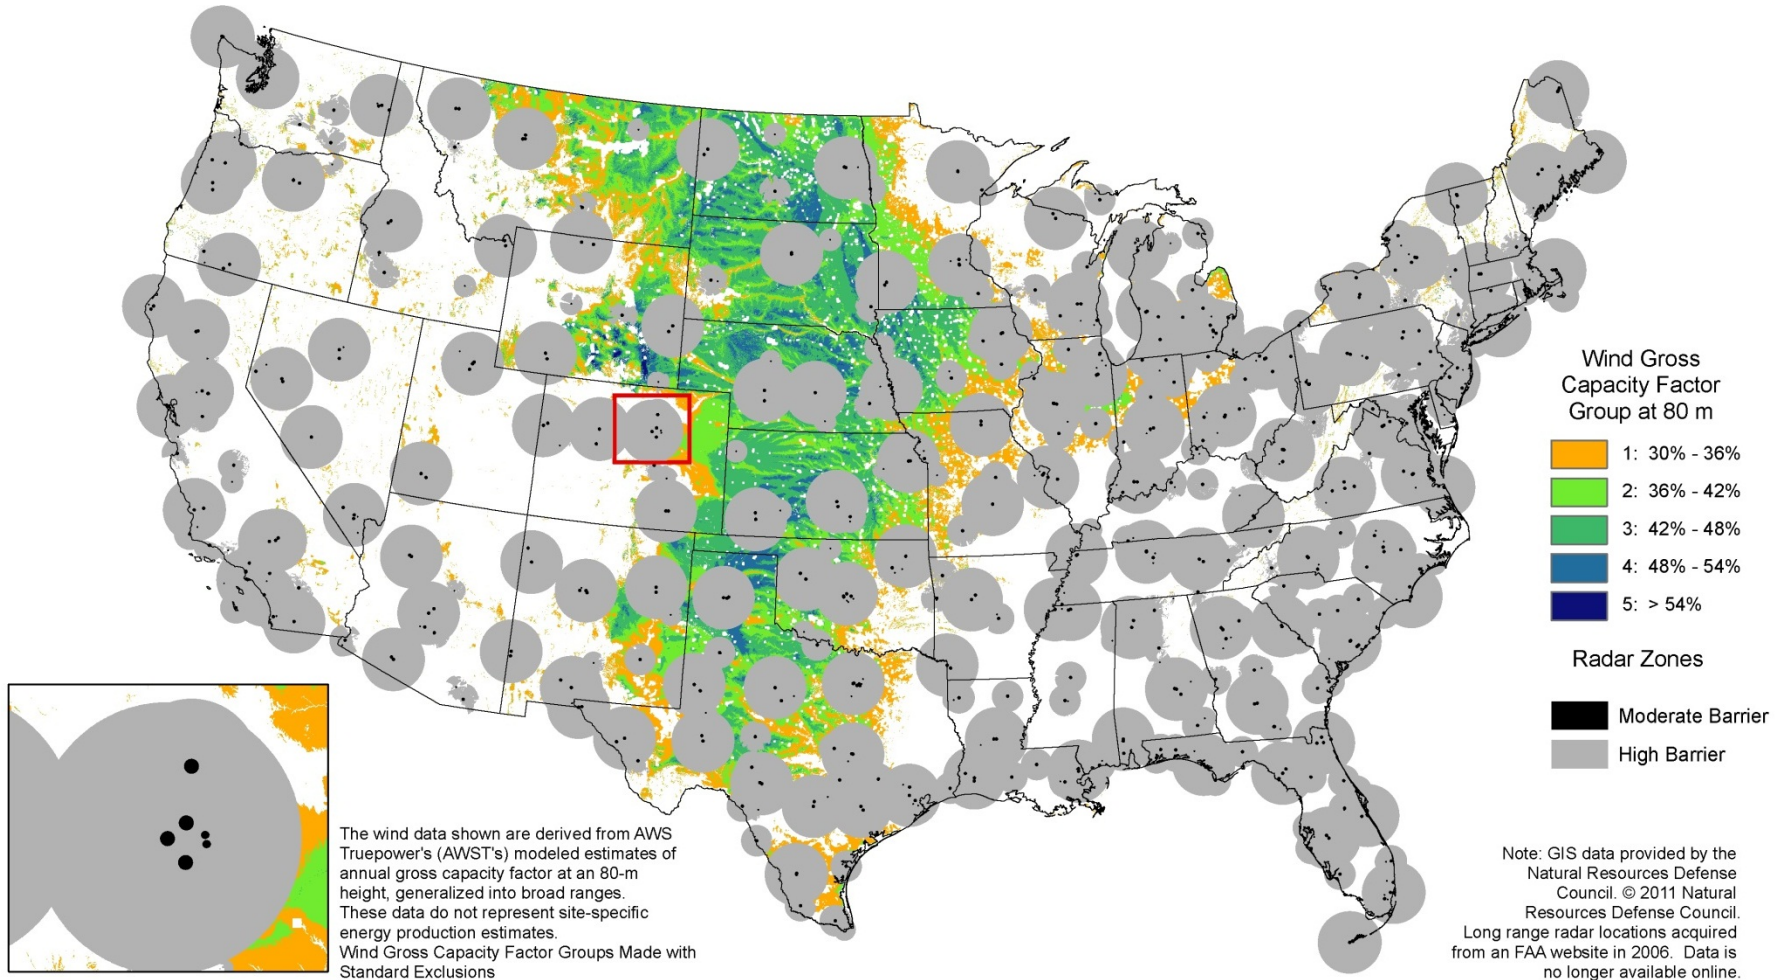 Wind Gross
Capacity Factor
Group at 80 m
1: 30% - 36%
2: 36% - 42%
3: 42% - 48%
4: 48% - 54%
5: > 54%
Radar Zones
Moderate Barrier
High Barrier
The wind data shown are derived from AWS
Truepower's (AWST's) modeled estimates of
annual gross capacity factor at an 80-m
height, generalized into broad ranges.
These data do not represent site-specific
energy production estimates.
Wind Gross Capacity Factor Groups Made with
Standard Exclusions
Note: GIS data provided by the
Natural Resources Defense
Council. © 2011 Natural
Resources Defense Council.
Long range radar locations acquired
from an FAA website in 2006. Data is
no longer available online.